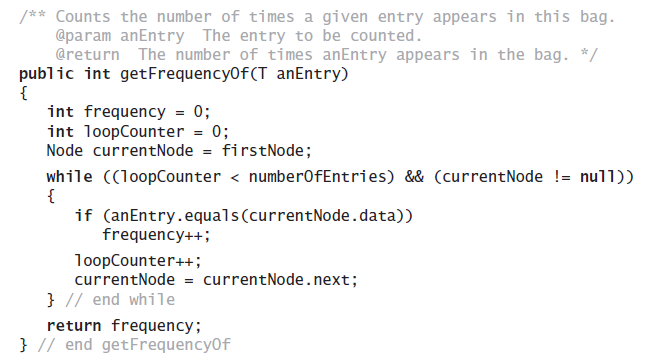 /** Counts the number of times a given entry appears in this bag.
@param anEntry The entry to be counted.
@return The number of times anEntry appears in the bag. */
public int getFrequencyOf(T anEntry)
{
int frequency = 0;
int loopCounter = 0;
Node currentNode = firstNode;
while ((loopCounter < numberOfEntries) && (currentNode != null))
{
if (anEntry.equals(currentNode.data))
frequency++;
loopCounter++;
currentNode = currentNode.next;
} // end while
return frequency;
} // end getFrequencyOf